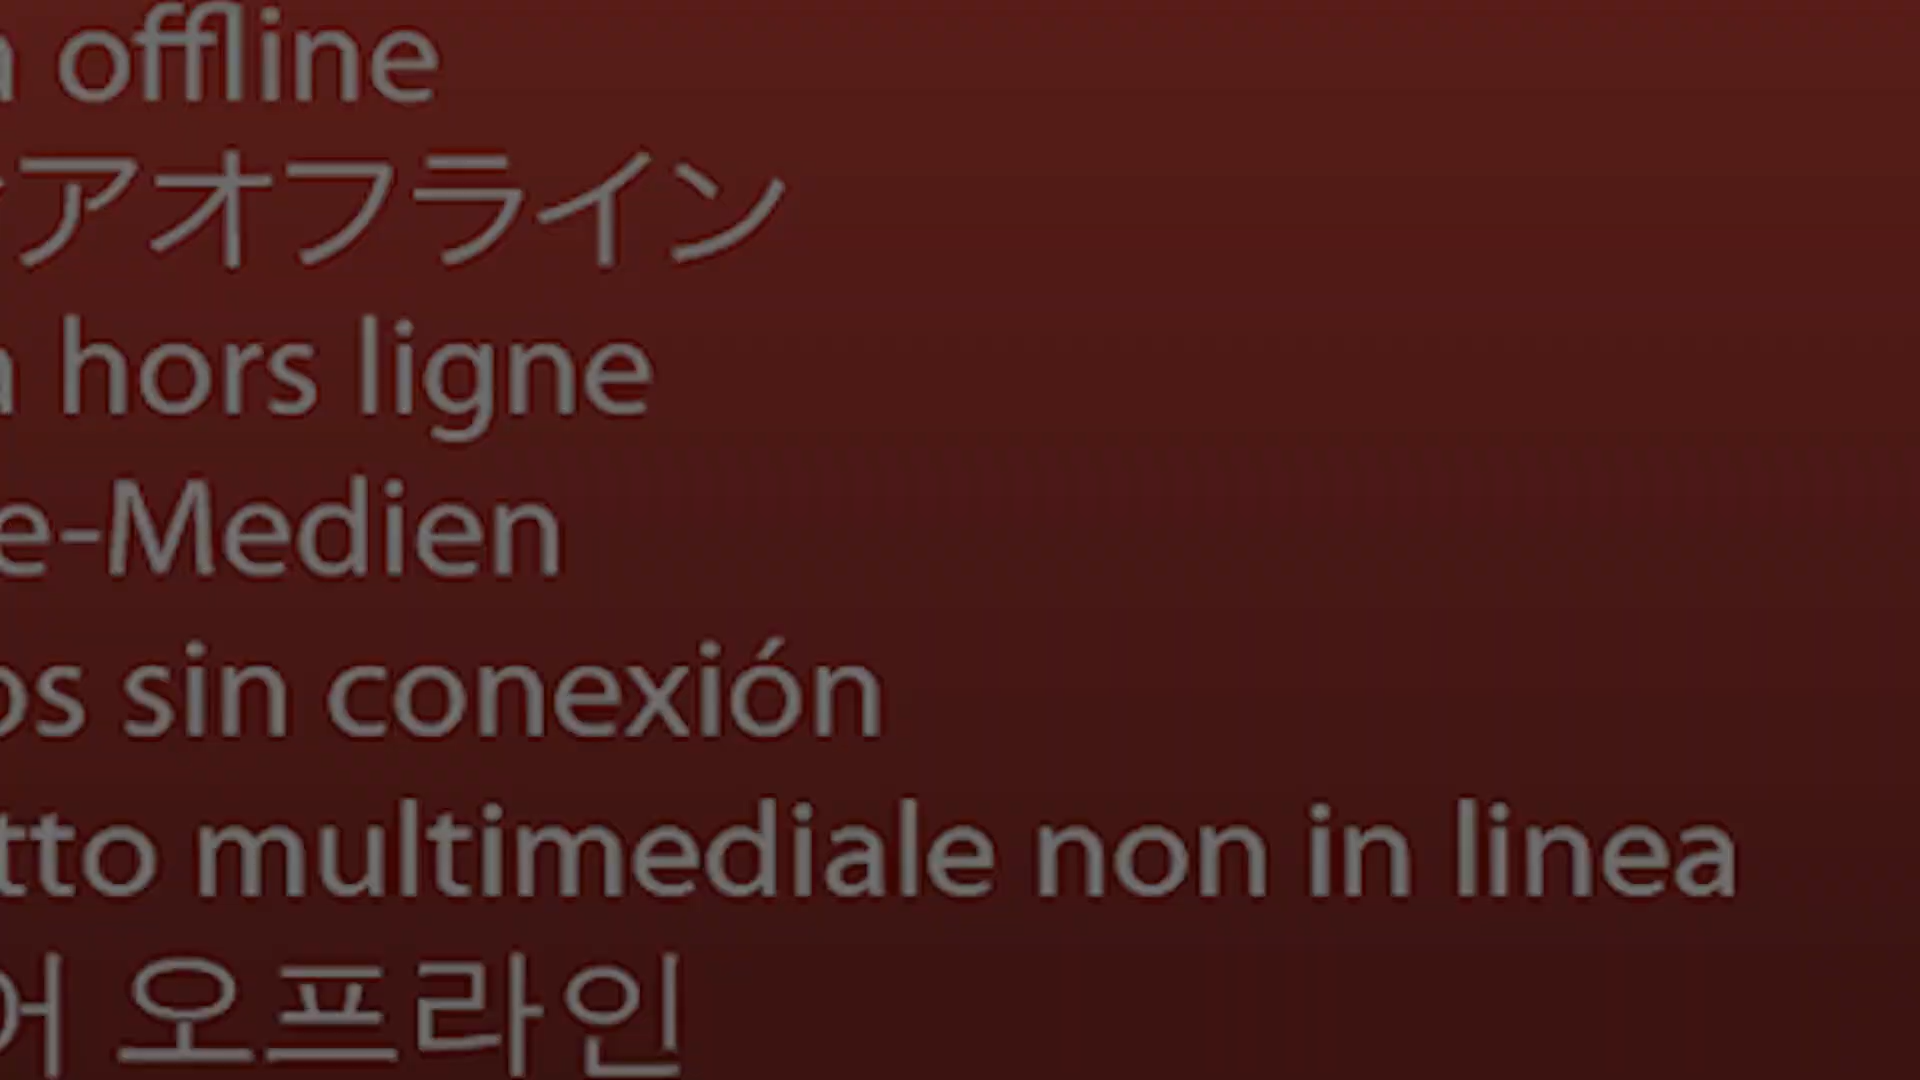 offline
アオフライン
hors ligne
e-Medien
os sin conexión
tto multimediale non in linea
어 오프라인